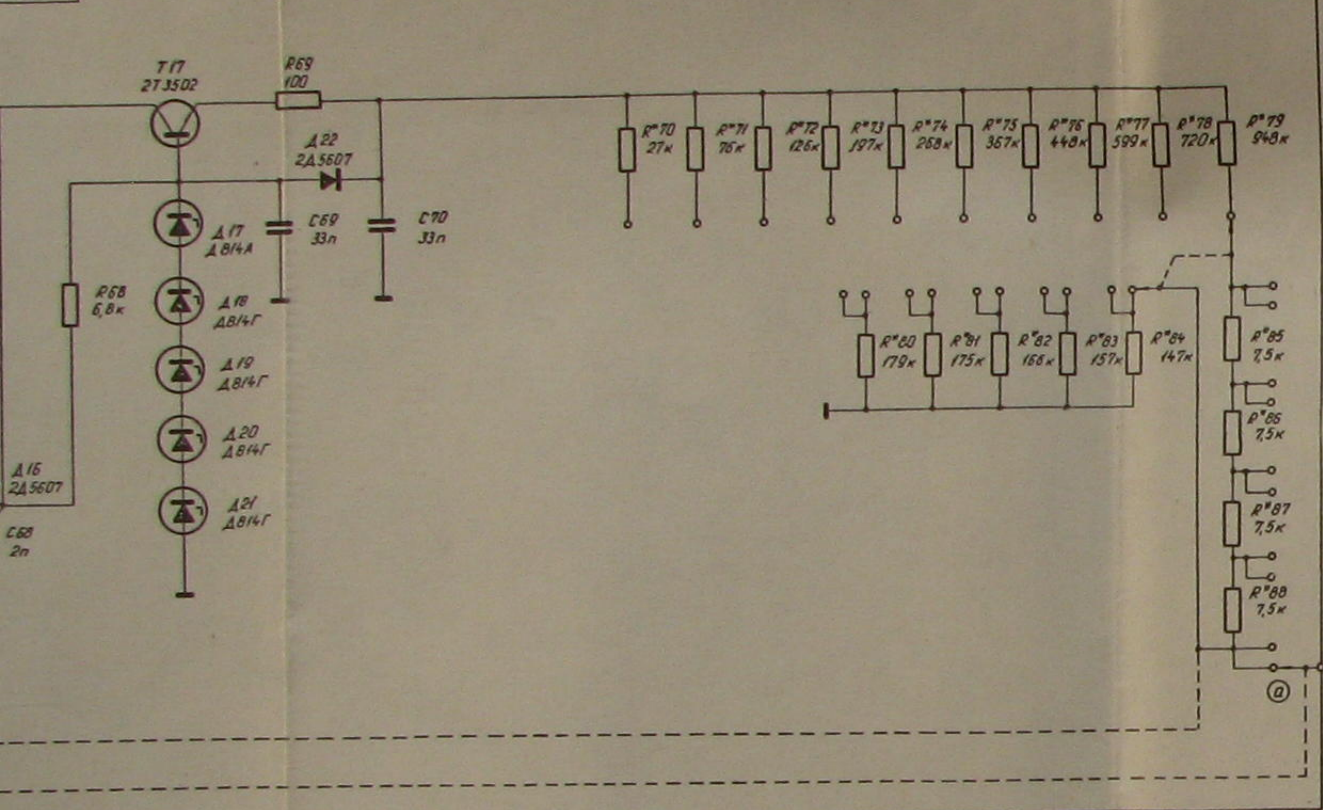 Т17
2Т3502
R69
100
Д22
2Д5607
R*70
27к
R*71
76к
R*72
126к
R*73
197к
R*74
268к
R*75
367к
R*76
448к
R*77
599к
R*78
720к
R*79
948к
Д17
Д814А
С69
33п
С70
33п
R68
6,8к
Д18
Д814Г
Д19
Д814Г
Д20
Д814Г
Д21
Д814Г
Д16
2Д5607
С68
2п
R*80
179к
R*81
175к
R*82
166к
R*83
157к
R*84
147к
R*85
7,5к
R*86
7,5к
R*87
7,5к
R*88
7,5к
a